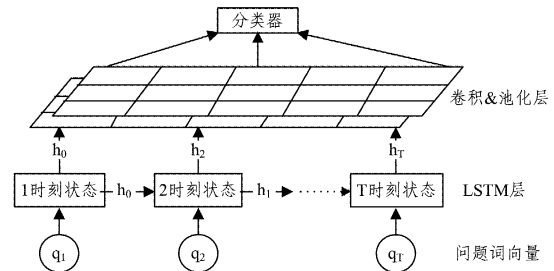 分类器
卷积&池化层
h₀ h₂ h_T
1时刻状态 h₀ 2时刻状态 h₁ ······ T时刻状态 LSTM层
q₁ q₂ q_T 问题词向量